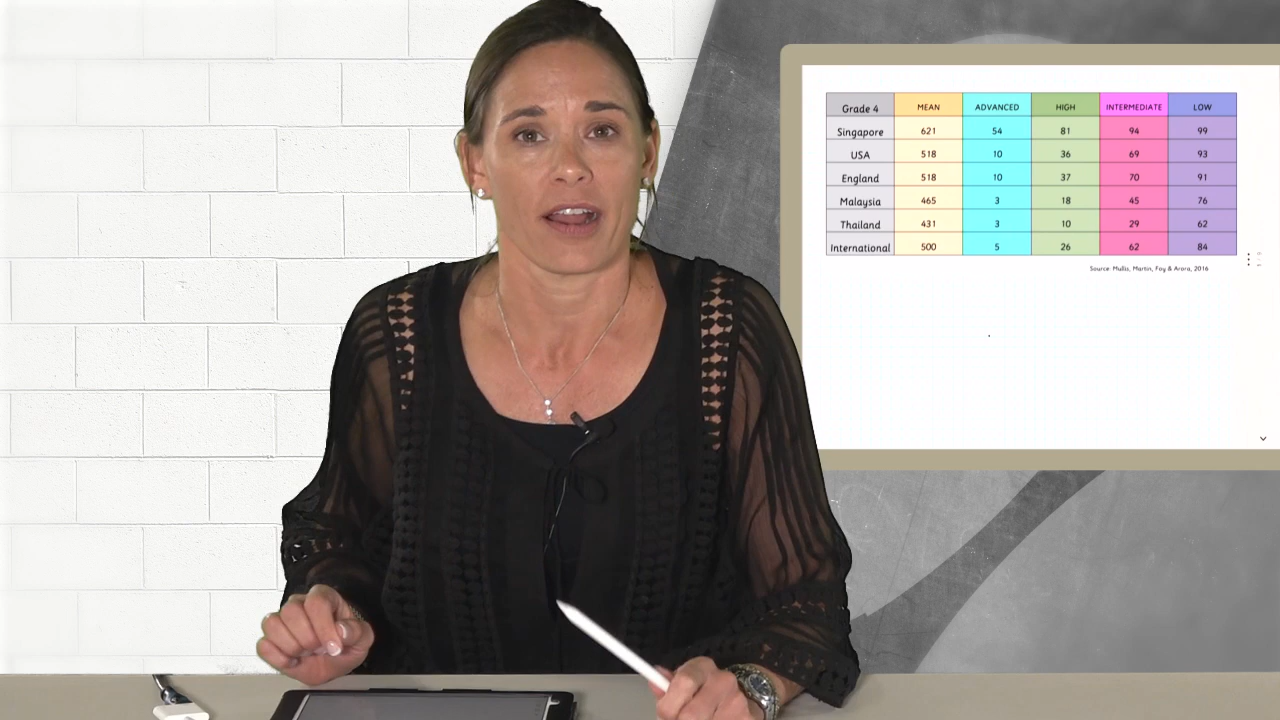 Grade 4 MEAN ADVANCED HIGH INTERMEDIATE LOW
Singapore 621 54 81 94 99
USA 518 10 36 69 93
England 518 10 37 70 91
Malaysia 465 3 18 45 76
Thailand 431 3 10 29 62
International 500 5 26 62 84
Source: Mullis, Martin, Foy & Arora, 2016